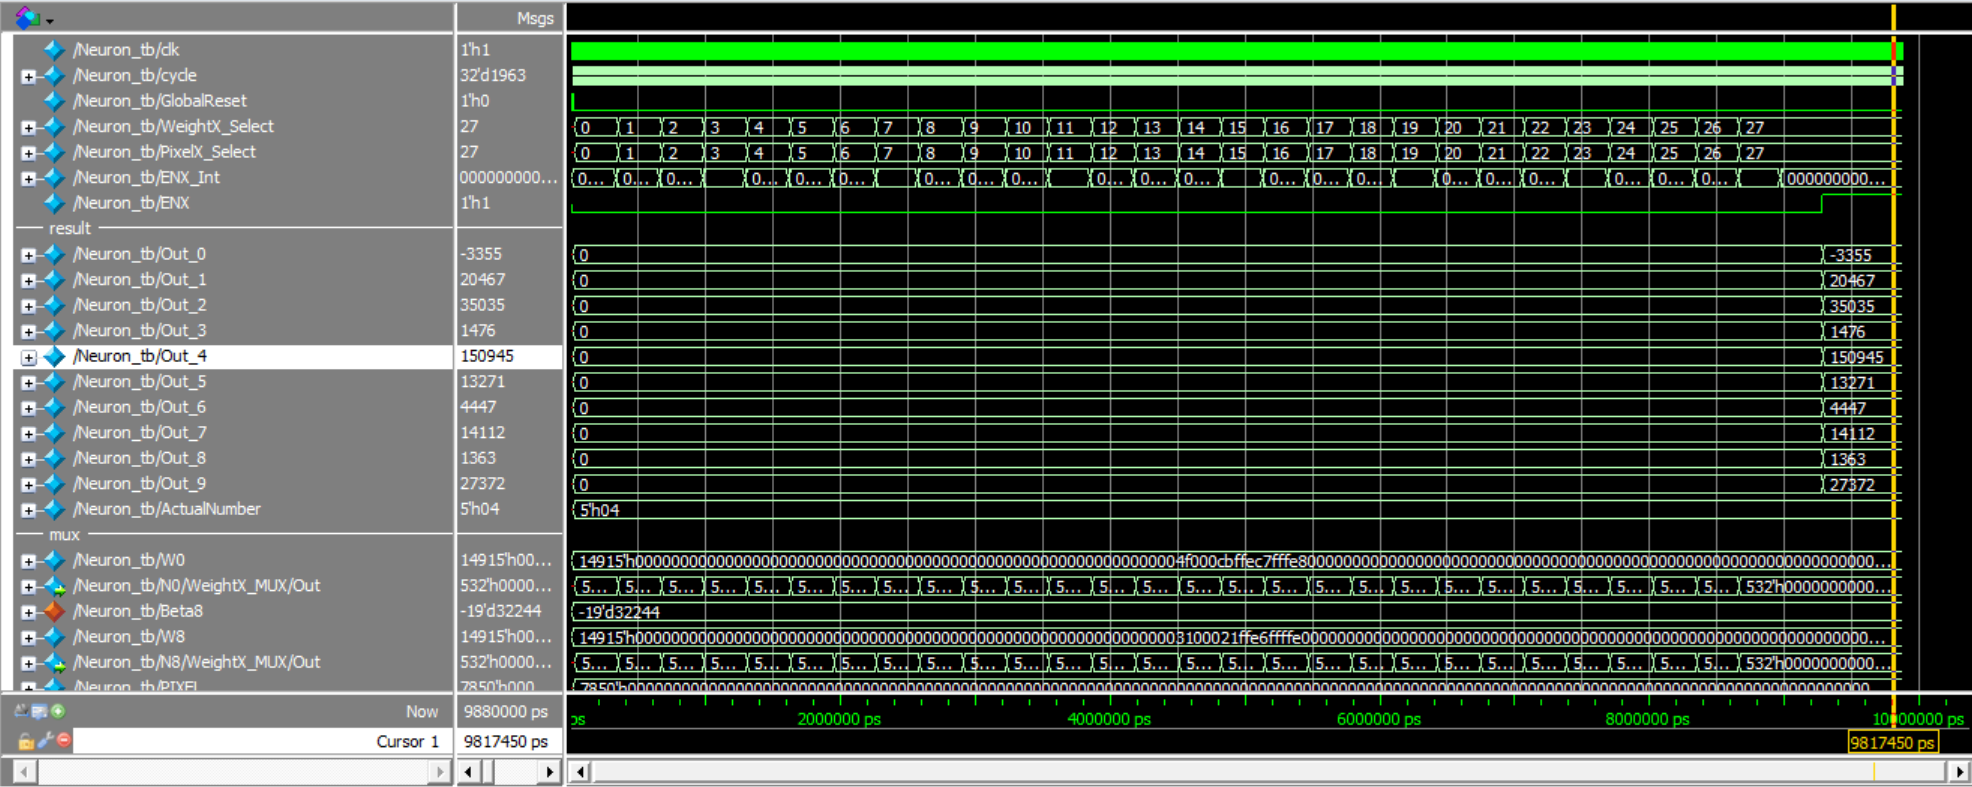 Msgs
/Neuron_tb/clk 1'h1
/Neuron_tb/cycle 32'd1963
/Neuron_tb/GlobalReset 1'h0
/Neuron_tb/WeightX_Select 27 0 1 2 3 4 5 6 7 8 9 10 11 12 13 14 15 16 17 18 19 20 21 22 23 24 25 26 27
/Neuron_tb/PixelX_Select 27 0 1 2 3 4 5 6 7 8 9 10 11 12 13 14 15 16 17 18 19 20 21 22 23 24 25 26 27
/Neuron_tb/ENX_Int 000000000... 0... 0... 0... 0... 0... 0... 0... 0... 0... 0... 0... 0... 0... 0... 0... 0... 0... 0... 0... 0... 0... 000000000...
/Neuron_tb/ENX 1'h1
result
/Neuron_tb/Out_0 -3355 0 -3355
/Neuron_tb/Out_1 20467 0 20467
/Neuron_tb/Out_2 35035 0 35035
/Neuron_tb/Out_3 1476 0 1476
/Neuron_tb/Out_4 150945 0 150945
/Neuron_tb/Out_5 13271 0 13271
/Neuron_tb/Out_6 4447 0 4447
/Neuron_tb/Out_7 14112 0 14112
/Neuron_tb/Out_8 1363 0 1363
/Neuron_tb/Out_9 27372 0 27372
/Neuron_tb/ActualNumber 5'h04 5'h04
mux
/Neuron_tb/W0 14915'h00...
/Neuron_tb/N0/WeightX_MUX/Out 532'h0000... 5... 5... 5... 5... 5... 5... 5... 5... 5... 5... 5... 5... 5... 5... 5... 5... 5... 5... 5... 5... 5... 5... 5... 5... 5... 5... 5... 532'h0000000000...
/Neuron_tb/Beta8 -19'd32244 -19'd32244
/Neuron_tb/W8 14915'h00...
/Neuron_tb/N8/WeightX_MUX/Out 532'h0000... 5... 5... 5... 5... 5... 5... 5... 5... 5... 5... 5... 5... 5... 5... 5... 5... 5... 5... 5... 5... 5... 5... 5... 5... 5... 5... 5... 532'h0000000000...
/Neuron_tb/PIXEL 7850'h000
Now 9880000 ps ps 2000000 ps 4000000 ps 6000000 ps 8000000 ps 10000000 ps
Cursor 1 9817450 ps 9817450 ps